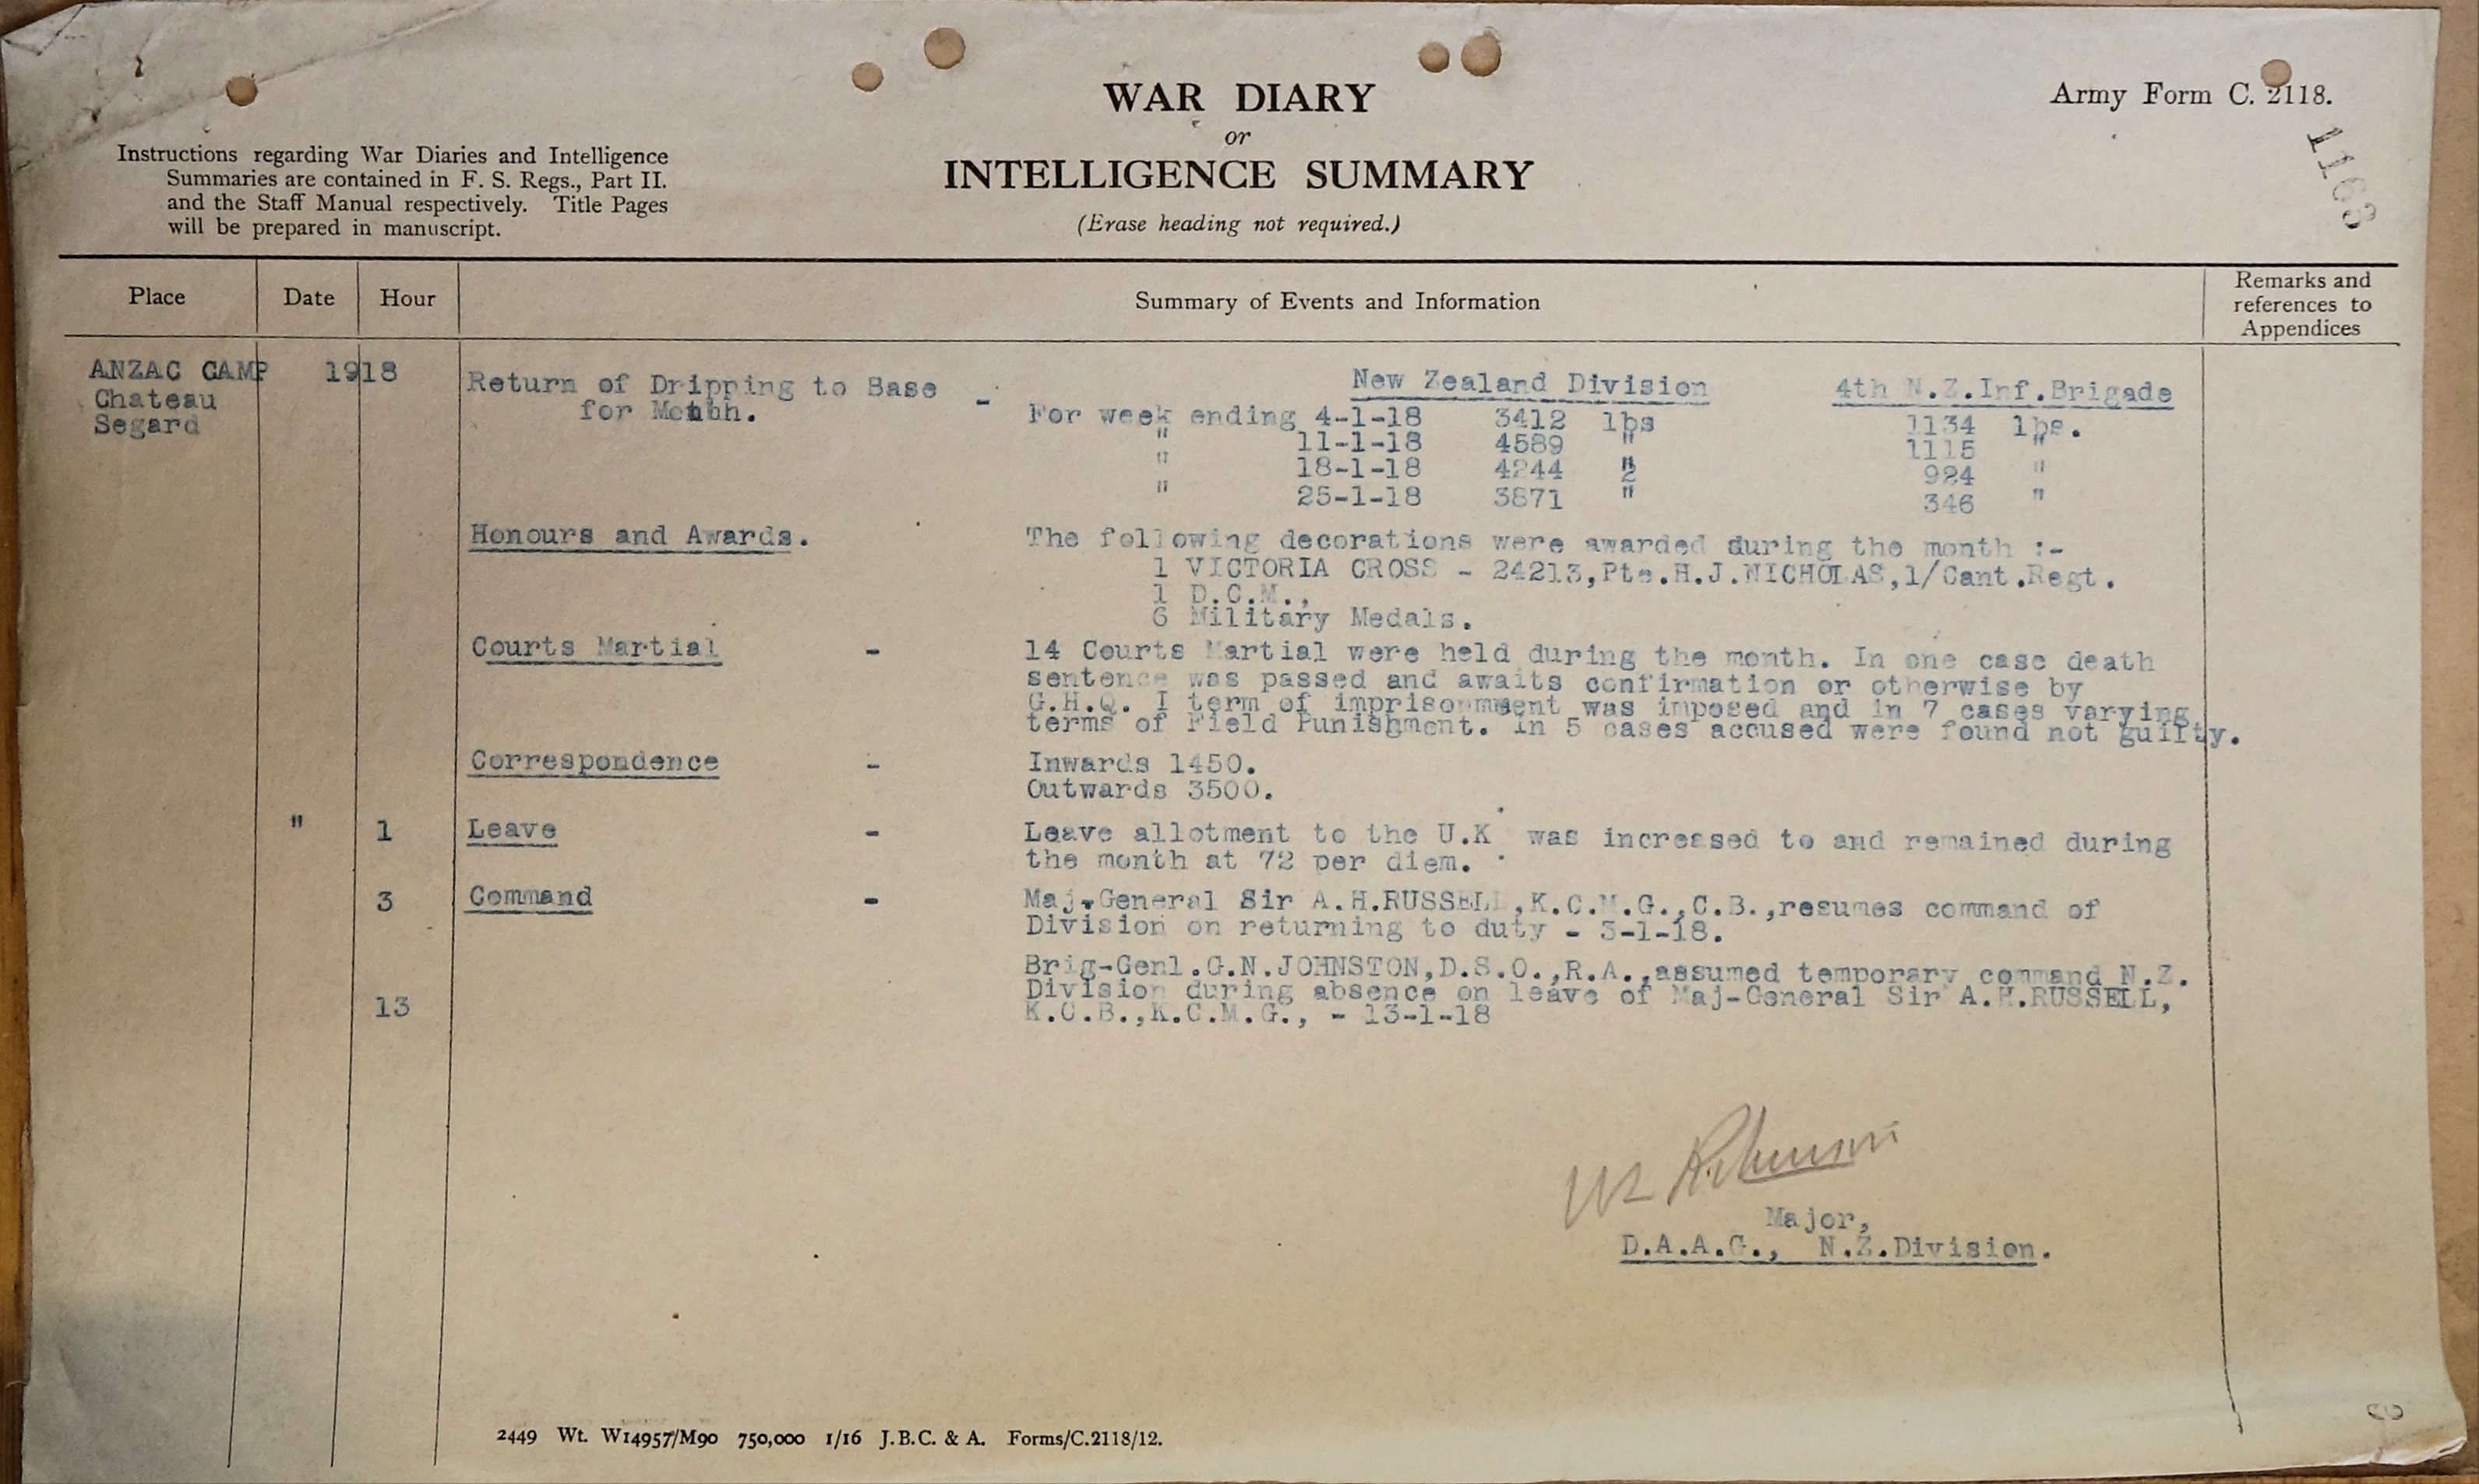 WAR DIARY
or
INTELLIGENCE SUMMARY
(Erase heading not required.)
Army Form C. 2118.
1163
Instructions regarding War Diaries and Intelligence
Summaries are contained in F. S. Regs., Part II.
and the Staff Manual respectively. Title Pages
will be prepared in manuscript.
Place Date Hour Summary of Events and Information Remarks and
references to
Appendices
ANZAC CAMP 1918
Chateau
Segard
Return of Dripping to Base -
for Month.
New Zealand Division 4th N.Z.Inf.Brigade
For week ending 4-1-18 3412 lbs 1134 lbs.
" 11-1-18 4589 " 1115 "
" 18-1-18 4244 " 924 "
" 25-1-18 3871 " 346 "
Honours and Awards. The following decorations were awarded during the month :-
1 VICTORIA CROSS - 24213,Pte.H.J.NICHOLAS,1/Cant.Regt.
1 D.C.M.,
6 Military Medals.
Courts Martial - 14 Courts Martial were held during the month. In one case death
sentence was passed and awaits confirmation or otherwise by
G.H.Q. I term of imprisonment was imposed and in 7 cases varying
terms of Field Punishment. In 5 cases accused were found not guilty.
Correspondence - Inwards 1450.
Outwards 3500.
" 1 Leave - Leave allotment to the U.K was increased to and remained during
the month at 72 per diem.
3 Command - Maj.General Sir A.H.RUSSELL,K.C.M.G.,C.B.,resumes command of
Division on returning to duty - 3-1-18.
13 Brig-Genl.G.N.JOHNSTON,D.S.O.,R.A.,assumed temporary command N.Z.
Division during absence on leave of Maj-General Sir A.H.RUSSELL,
K.C.B.,K.C.M.G., - 13-1-18
Major,
D.A.A.G., N.Z.Division.
2449 Wt. W14957/M90 750,000 1/16 J.B.C. & A. Forms/C.2118/12.